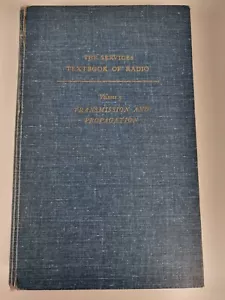 THE SERVICES
TEXTBOOK OF RADIO
Volume 5
TRANSMISSION AND
PROPAGATION